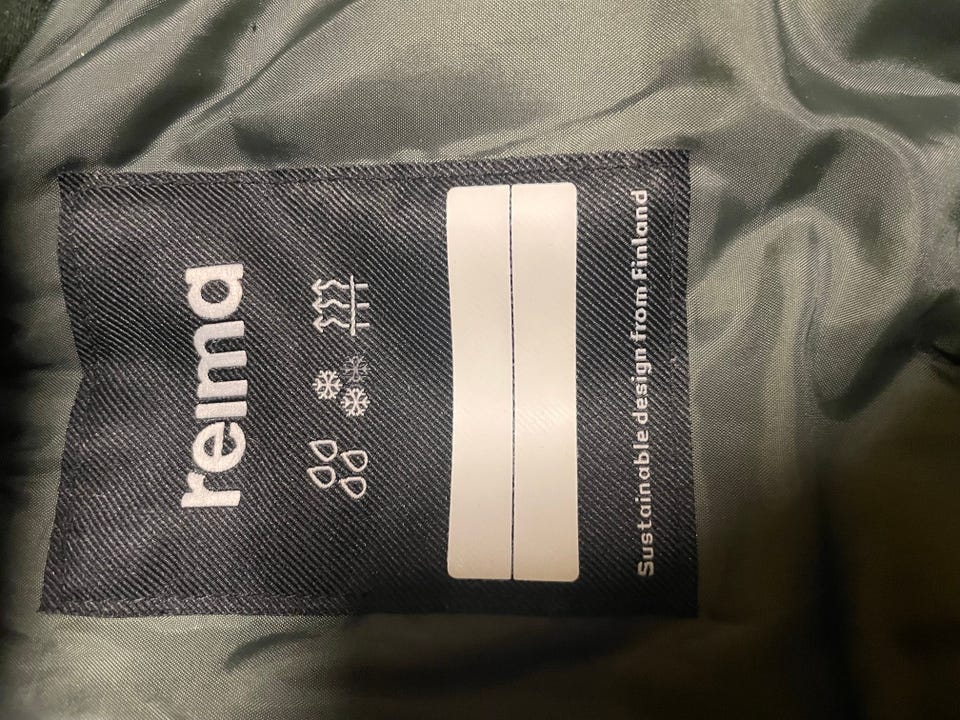 reima
Sustainable design from Finland